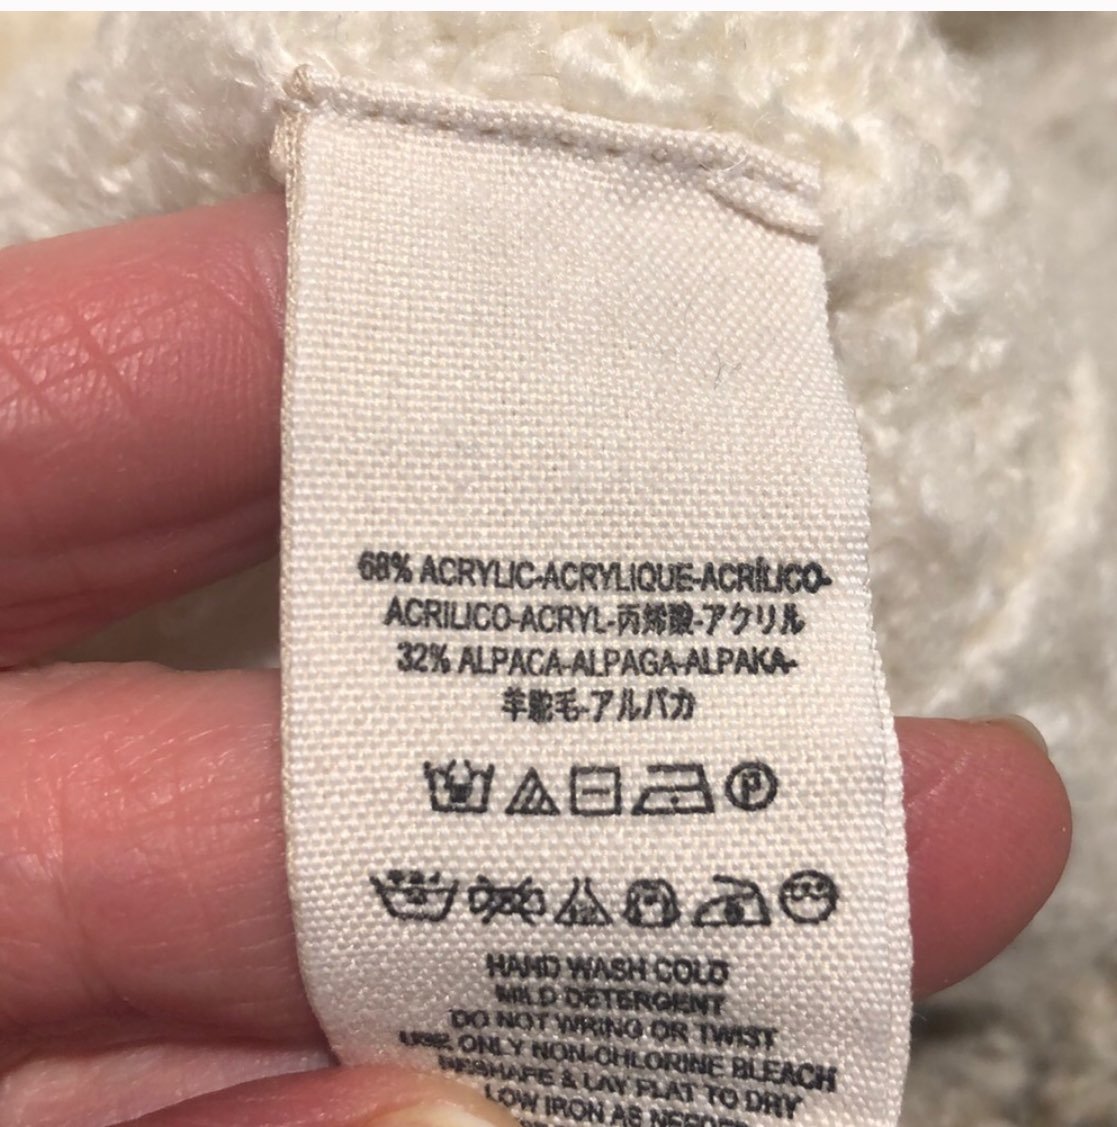 68% ACRYLIC-ACRYLIQUE-ACRÍLICO-
ACRILICO-ACRYL-丙烯酸-アクリル
32% ALPACA-ALPAGA-ALPAKA-
羊駝毛-アルパカ
P
HAND WASH COLD
MILD DETERGENT
DO NOT WRING OR TWIST
USE ONLY NON-CHLORINE BLEACH
RESHAPE & LAY FLAT TO DRY
LOW IRON AS NEEDED